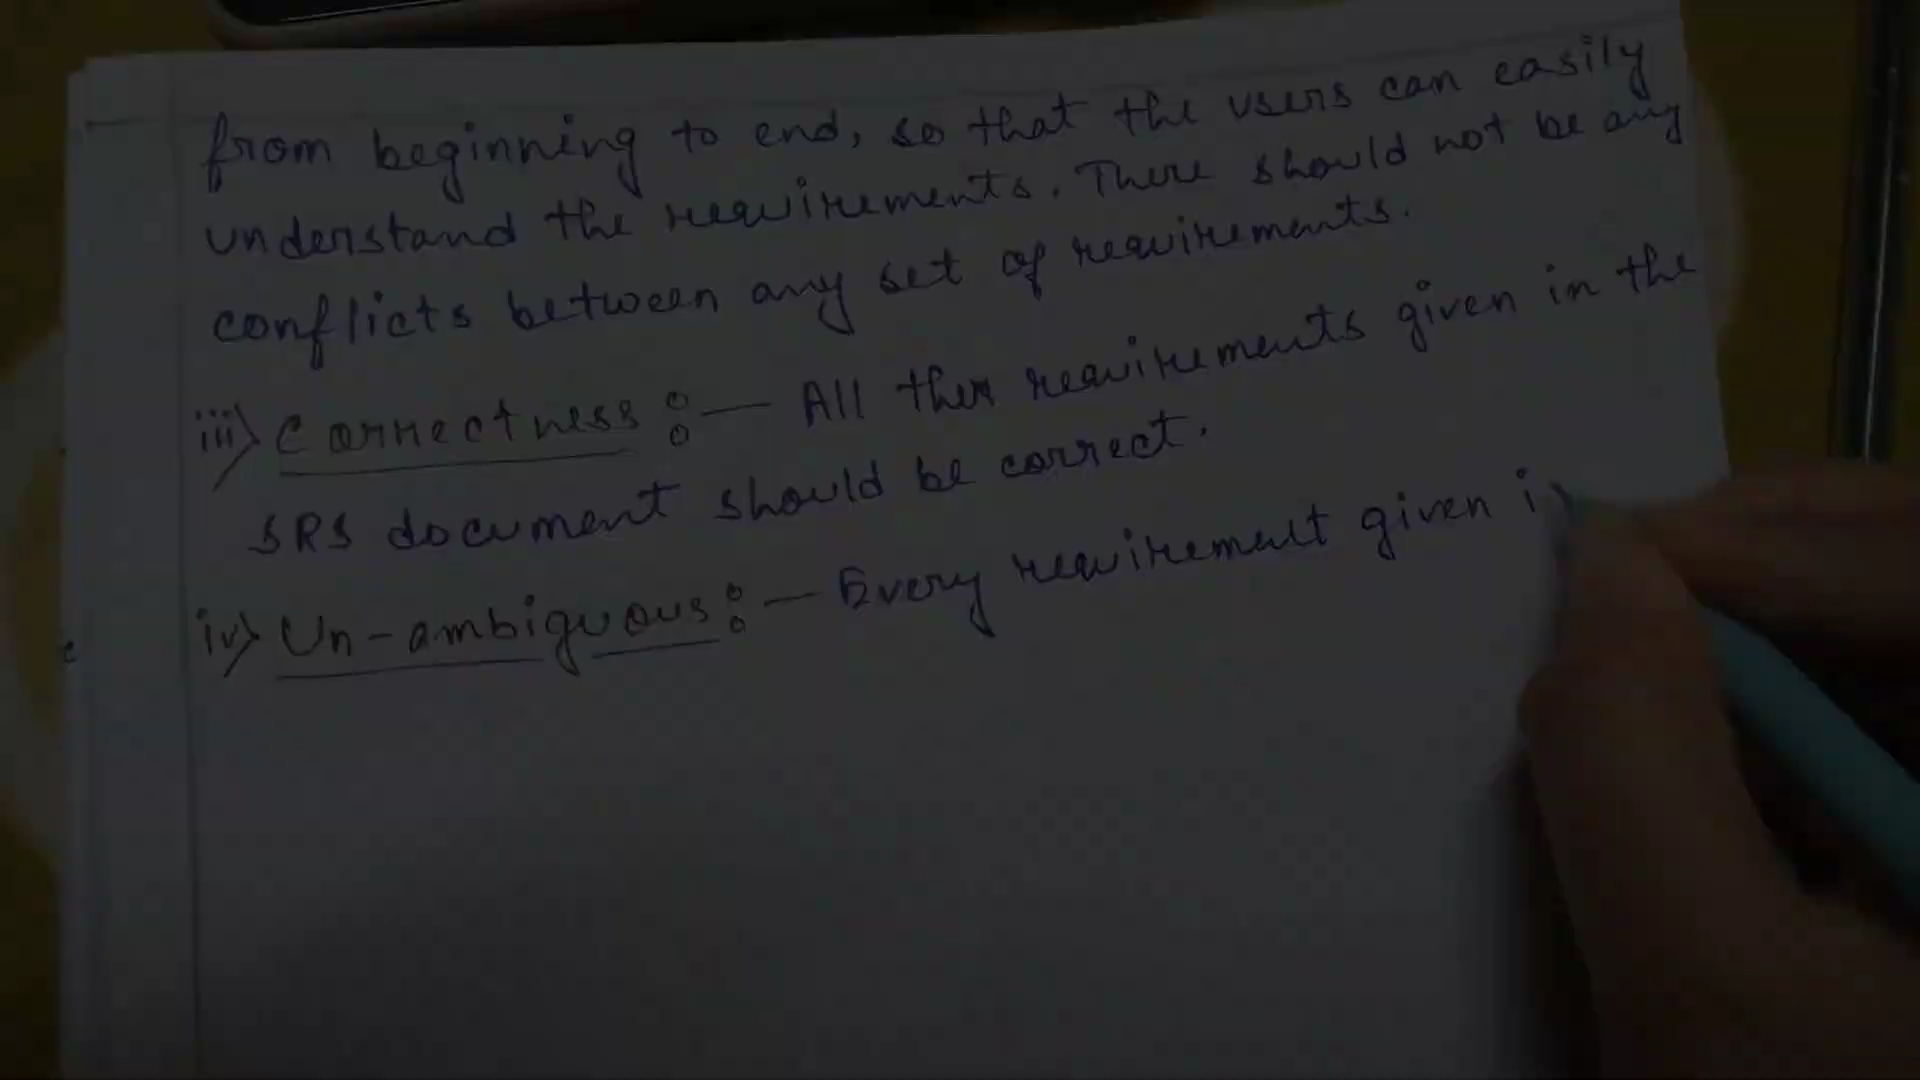 from beginning to end, so that the users can easily
understand the requirements. There should not be any
conflicts between any set of requirements.
iii) Correctness :— All the requirements given in the
SRS document should be correct.
iv) Un-ambiguous :— Every requirement given i